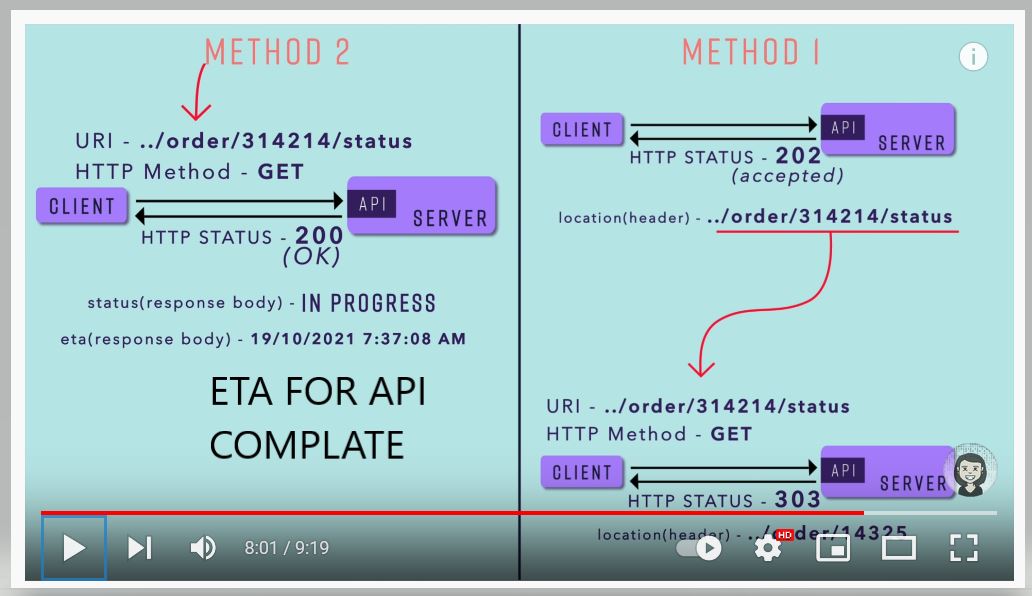 METHOD 2
URI - ../order/314214/status
HTTP Method - GET
CLIENT
API
SERVER
HTTP STATUS - 200
(OK)
status(response body) - IN PROGRESS
eta(response body) - 19/10/2021 7:37:08 AM
ETA FOR API
COMPLATE
METHOD 1
i
CLIENT
API
SERVER
HTTP STATUS - 202
(accepted)
location(header) - ../order/314214/status
URI - ../order/314214/status
HTTP Method - GET
CLIENT
API
SERVER
HTTP STATUS - 303
location(header) - ../order/14325
8:01 / 9:19
HD